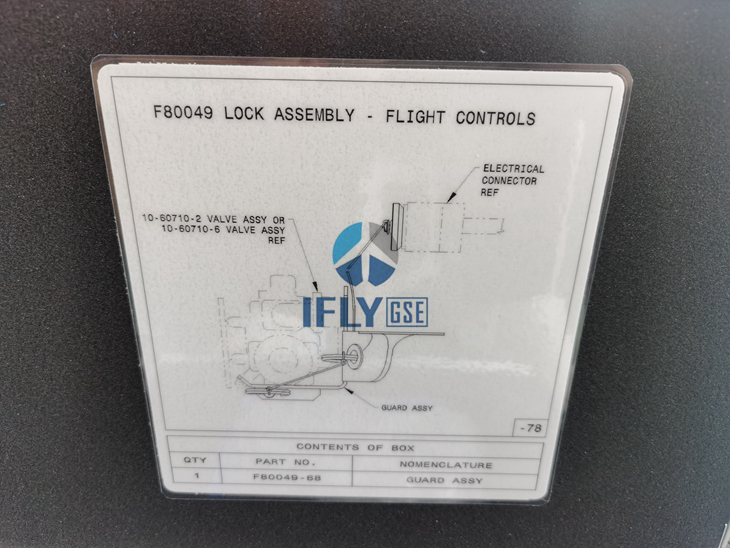 F80049 LOCK ASSEMBLY - FLIGHT CONTROLS
ELECTRICAL
CONNECTOR
REF
10-60710-2 VALVE ASSY OR
10-60710-6 VALVE ASSY
REF
IFLY GSE
GUARD ASSY
-78
CONTENTS OF BOX
QTY PART NO. NOMENCLATURE
1 F80049-68 GUARD ASSY